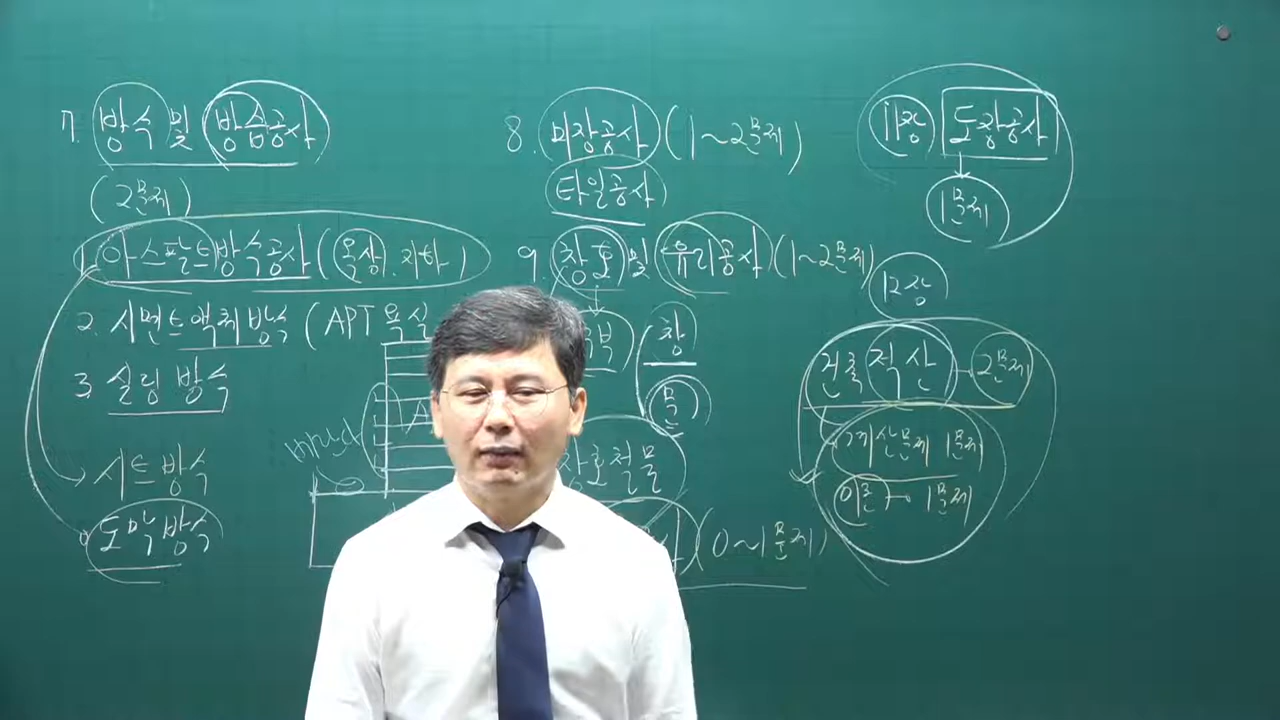 7. 방수 및 방습공사
(2문제)
1. 아스팔트방수공사 (옥상. 지하)
2. 시멘트액체방수 (APT 욕실
3. 실링 방수
시트방수
도막방수
8. 미장공사 (1~2문제)
타일공사
9. 창호 및 유리공사 (1~2문제)
창
문
창호철물
(0~1문제)
11장 도장공사
1문제
12장
건축적산 - 2문제
계산문제 1문제
이론 - 1문제